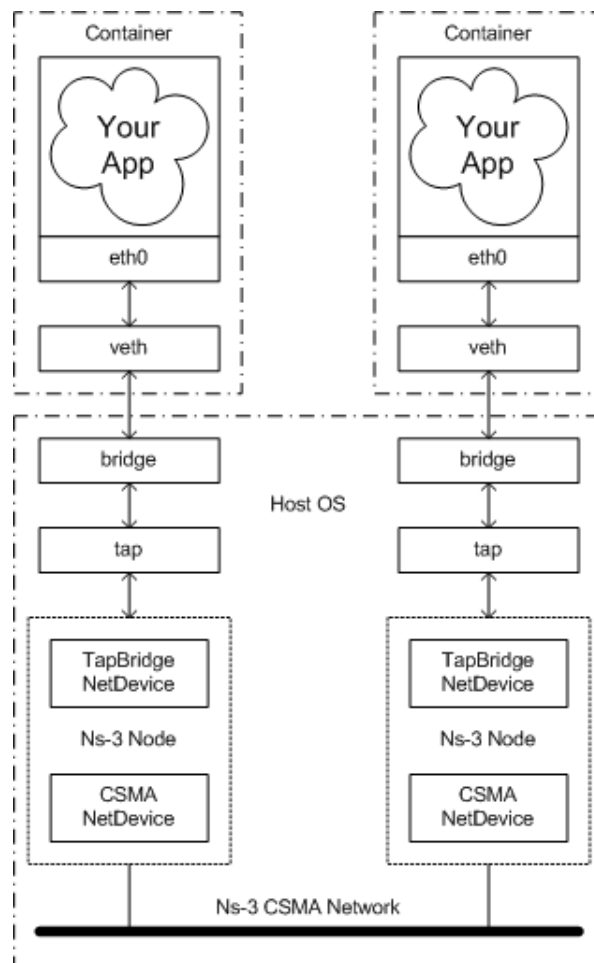 Container
Your
App
eth0
veth
bridge
tap
TapBridge
NetDevice
Ns-3 Node
CSMA
NetDevice
Container
Your
App
eth0
veth
bridge
tap
TapBridge
NetDevice
Ns-3 Node
CSMA
NetDevice
Host OS
Ns-3 CSMA Network